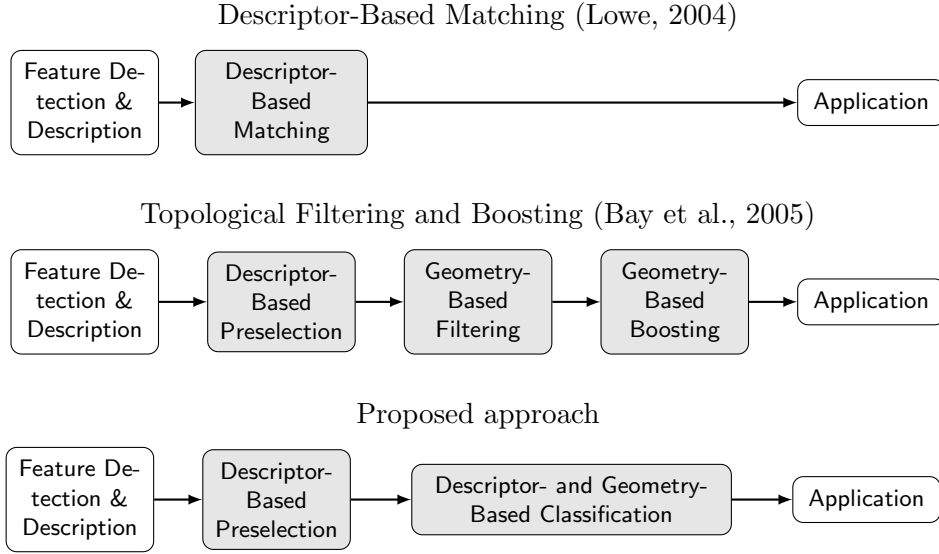 Descriptor-Based Matching (Lowe, 2004)
Feature De-
tection &
Description
Descriptor-
Based
Matching
Application
Topological Filtering and Boosting (Bay et al., 2005)
Feature De-
tection &
Description
Descriptor-
Based
Preselection
Geometry-
Based
Filtering
Geometry-
Based
Boosting
Application
Proposed approach
Feature De-
tection &
Description
Descriptor-
Based
Preselection
Descriptor- and Geometry-
Based Classification
Application